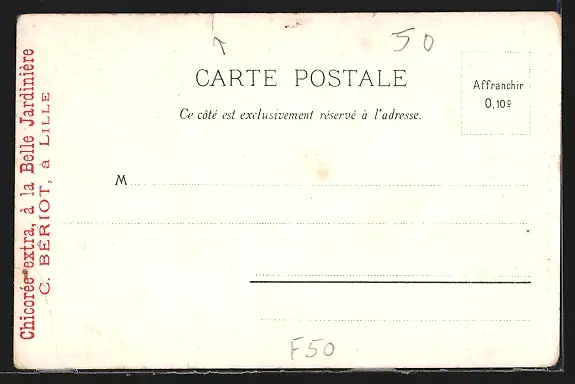 50
CARTE POSTALE
Affranchir
0,10c
Ce côté est exclusivement réservé à l'adresse.
M
Chicorée extra, à la Belle Jardinière
C. BÉRIOT, à LILLE
F50